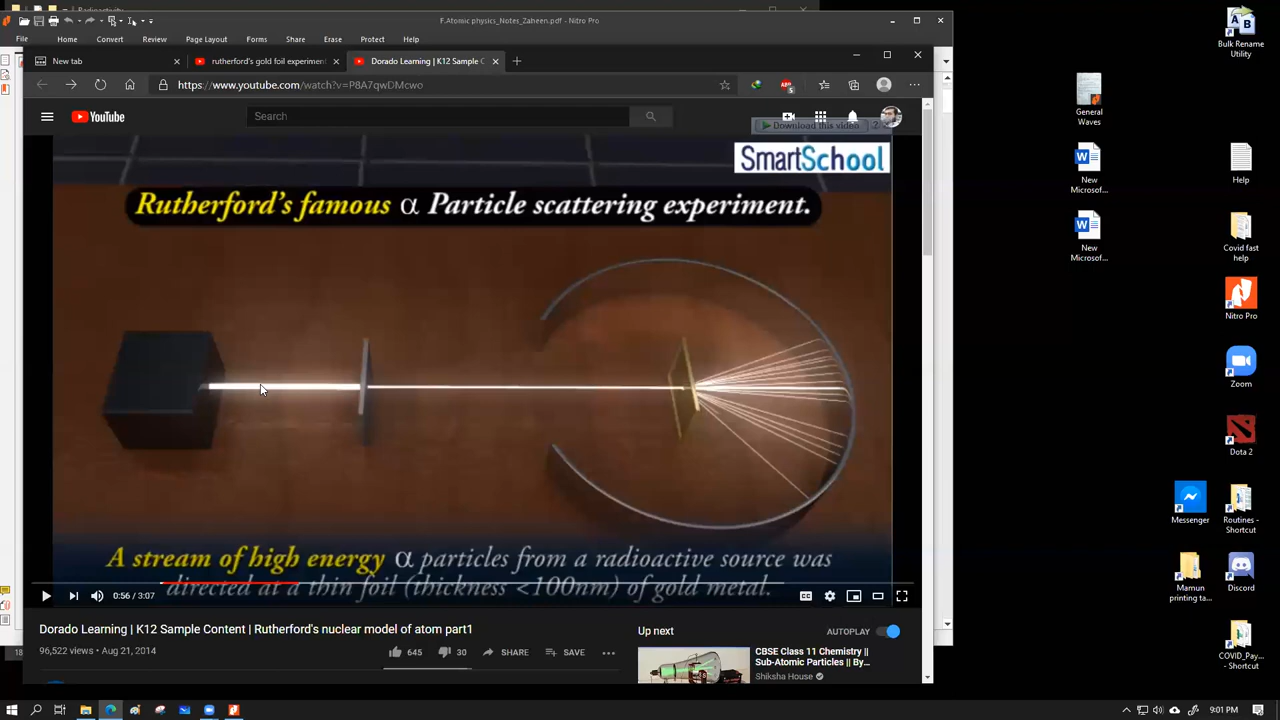 Radioactivity
F.Atomic physics_Notes_Zaheen.pdf - Nitro Pro
File Home Convert Review Page Layout Forms Share Erase Protect Help
New tab
rutherford's gold foil experiment
Dorado Learning | K12 Sample C
https://www.youtube.com/watch?v=P8A7qwDMcwo
YouTube
Search
Download this video
SmartSchool
Rutherford's famous α Particle scattering experiment.
A stream of high energy α particles from a radioactive source was
directed at a thin foil (thickness <100nm) of gold metal.
0:56 / 3:07
CC
Dorado Learning | K12 Sample Content | Rutherford's nuclear model of atom part1
96,522 views • Aug 21, 2014
645
30
SHARE
SAVE
Up next
AUTOPLAY
CBSE Class 11 Chemistry ||
Sub-Atomic Particles || By...
Shiksha House
Bulk Rename
Utility
General
Waves
New
Microsof...
Help
New
Microsof...
Covid fast
help
Nitro Pro
Zoom
Dota 2
Messenger
Routines -
Shortcut
Mamun
printing ta...
Discord
COVID_Pay...
- Shortcut
9:01 PM